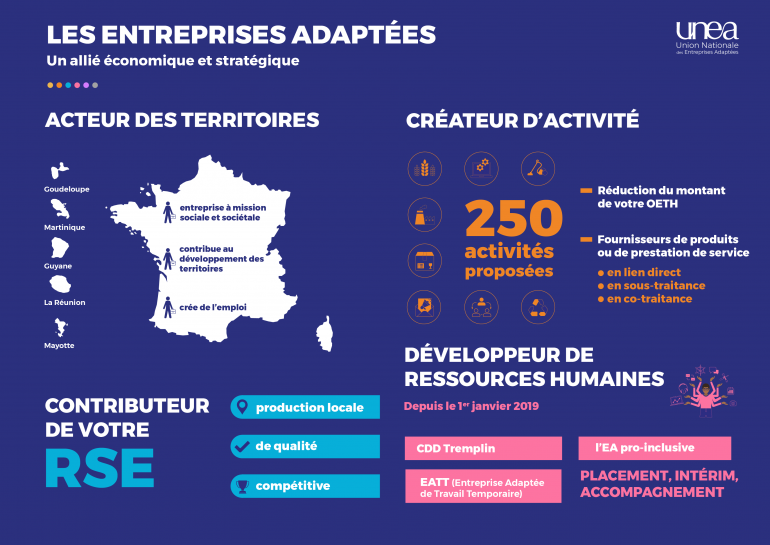 LES ENTREPRISES ADAPTÉES
Un allié économique et stratégique
unea
Union Nationale
des Entreprises Adaptées
ACTEUR DES TERRITOIRES
Goudeloupe
Martinique
Guyane
La Réunion
Mayotte
entreprise à mission
sociale et sociétale
contribue au
développement des
territoires
crée de l'emploi
CRÉATEUR D'ACTIVITÉ
250
activités
proposées
Réduction du montant
de votre OETH
Fournisseurs de produits
ou de prestation de service
• en lien direct
• en sous-traitance
• en co-traitance
CONTRIBUTEUR
DE VOTRE
RSE
production locale
de qualité
compétitive
DÉVELOPPEUR DE
RESSOURCES HUMAINES
Depuis le 1er janvier 2019
CDD Tremplin
EATT (Entreprise Adaptée
de Travail Temporaire)
l'EA pro-inclusive
PLACEMENT, INTÉRIM,
ACCOMPAGNEMENT